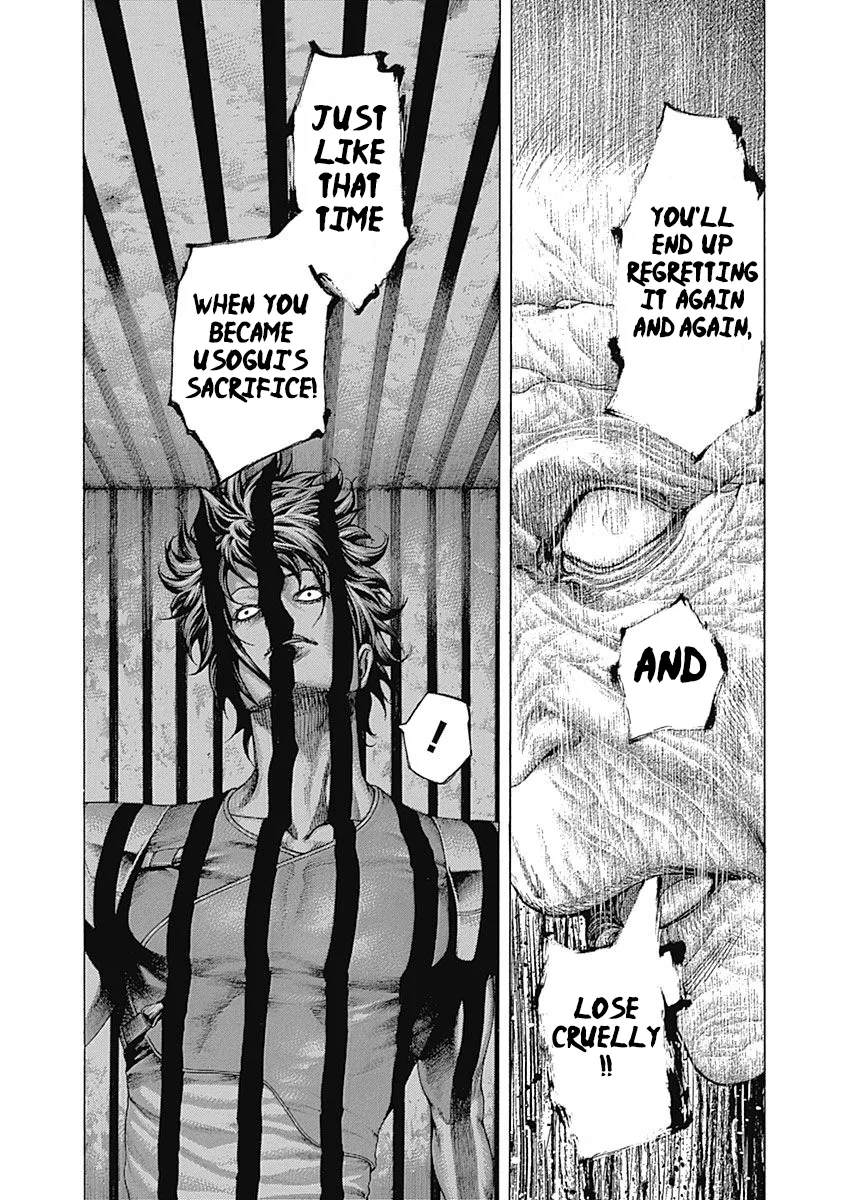 YOU'LL
END UP
REGRETTING
IT AGAIN
AND AGAIN,
AND
LOSE
CRUELLY
!!
JUST
LIKE
THAT
TIME
WHEN YOU
BECAME
USOGUI'S
SACRIFICE!
!